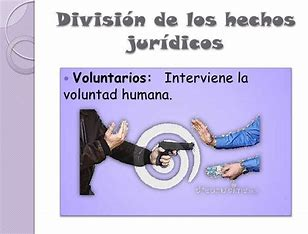 División de los hechos
jurídicos
• Voluntarios: Interviene la
voluntad humana.